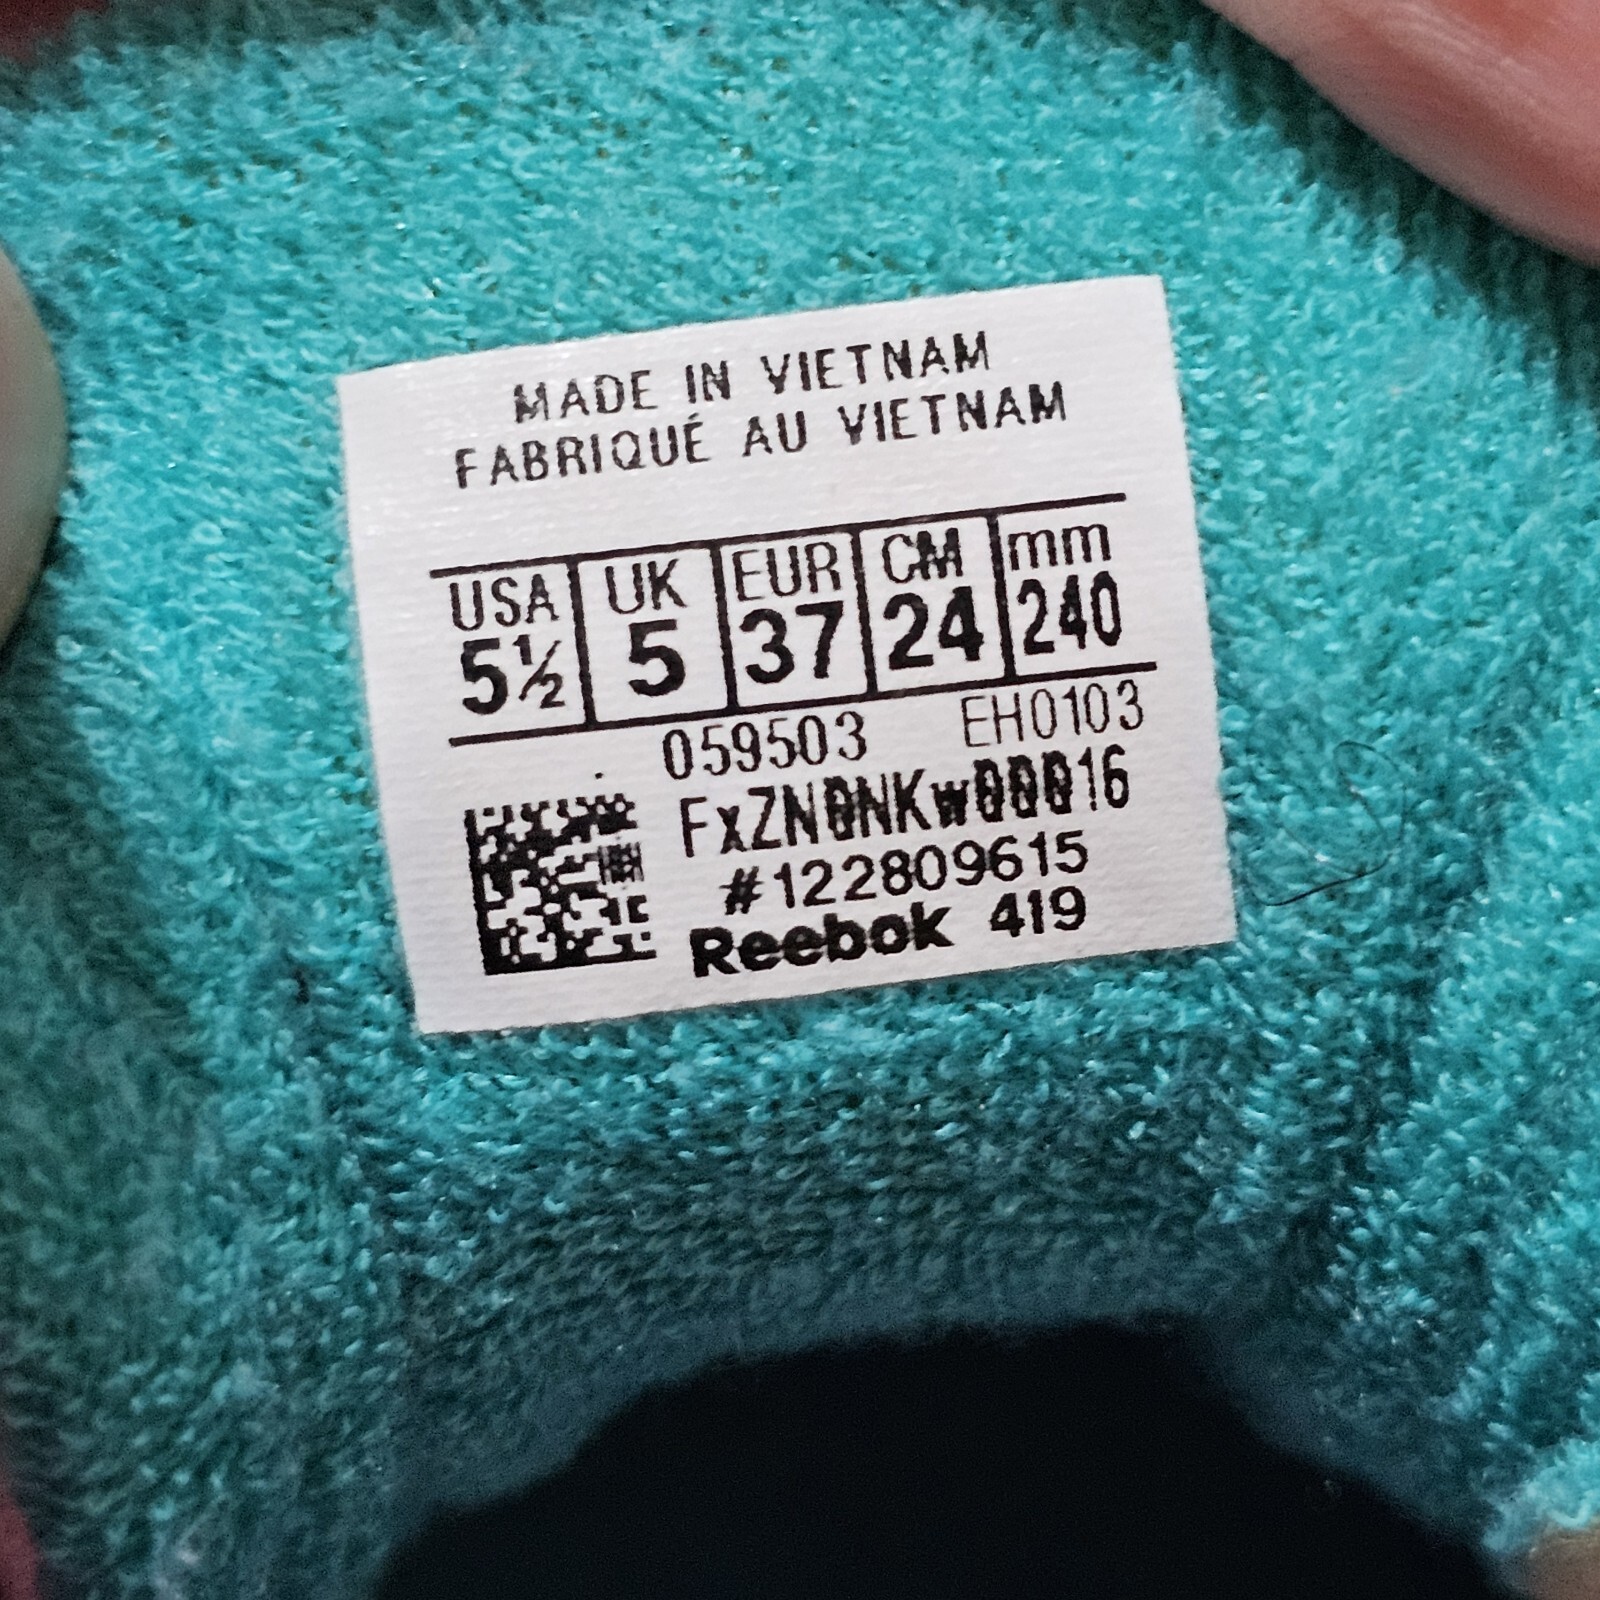 MADE IN VIETNAM
FABRIQUÉ AU VIETNAM
USA UK EUR CM mm
5½ 5 37 24 240
059503 EH0103
FxZN0NKw00016
#122809615
Reebok 419